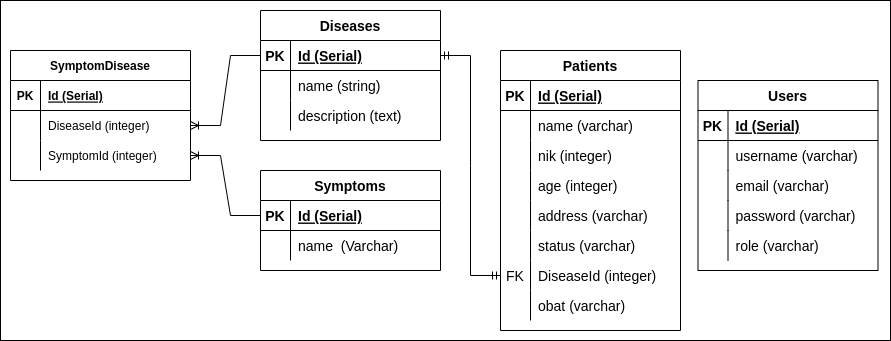 SymptomDisease
PK Id (Serial)
DiseaseId (integer)
SymptomId (integer)
Diseases
PK Id (Serial)
name (string)
description (text)
Symptoms
PK Id (Serial)
name (Varchar)
Patients
PK Id (Serial)
name (varchar)
nik (integer)
age (integer)
address (varchar)
status (varchar)
FK DiseaseId (integer)
obat (varchar)
Users
PK Id (Serial)
username (varchar)
email (varchar)
password (varchar)
role (varchar)